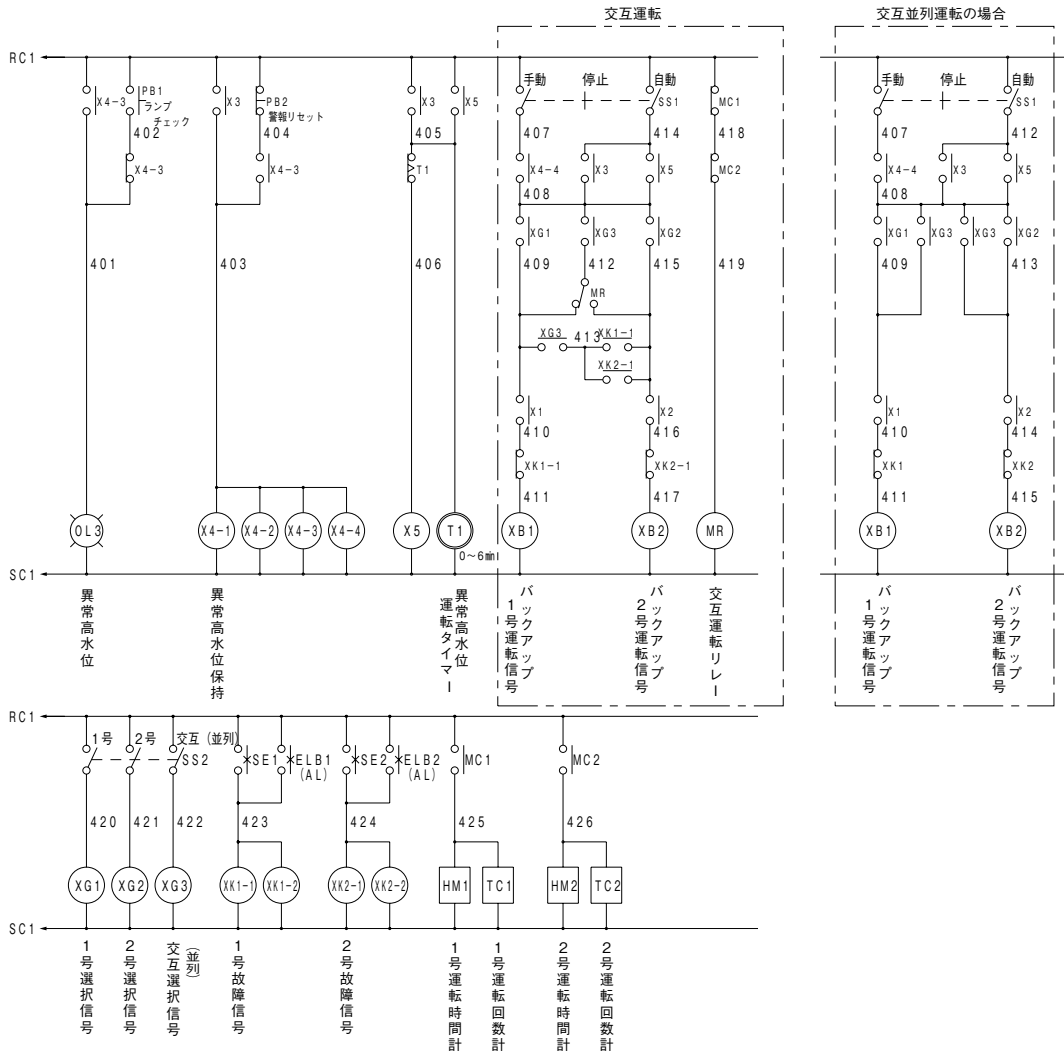 交互運転
交互並列運転の場合
RC1
X4-3
PB1
ランプ
チェック
402
X4-3
401
X3
PB2
警報リセット
404
X4-3
403
X3
405
T1
406
X5
手動
停止
自動
SS1
407
414
X4-4
X3
X5
408
XG1
XG3
XG2
409
412
415
MR
XG3
413
XK1-1
XK2-1
X1
X2
410
416
XK1-1
XK2-1
411
417
MC1
418
MC2
419
手動
停止
自動
SS1
407
412
X4-4
X3
X5
408
XG1
XG3
XG3
XG2
409
413
X1
X2
410
414
XK1
XK2
411
415
OL3
X4-1
X4-2
X4-3
X4-4
X5
T1
0～6min
XB1
XB2
MR
XB1
XB2
SC1
異常高水位
異常高水位保持
異常高水位
運転タイマー
バックアップ
1号運転信号
バックアップ
2号運転信号
交互運転リレー
バックアップ
1号運転信号
バックアップ
2号運転信号
RC1
1号
2号
交互(並列)
SS2
SE1
ELB1
(AL)
SE2
ELB2
(AL)
MC1
MC2
420
421
422
423
424
425
426
XG1
XG2
XG3
XK1-1
XK1-2
XK2-1
XK2-2
HM1
TC1
HM2
TC2
SC1
1号選択信号
2号選択信号
交互選択信号
(並列)
1号故障信号
2号故障信号
1号運転時間計
1号運転回数計
2号運転時間計
2号運転回数計